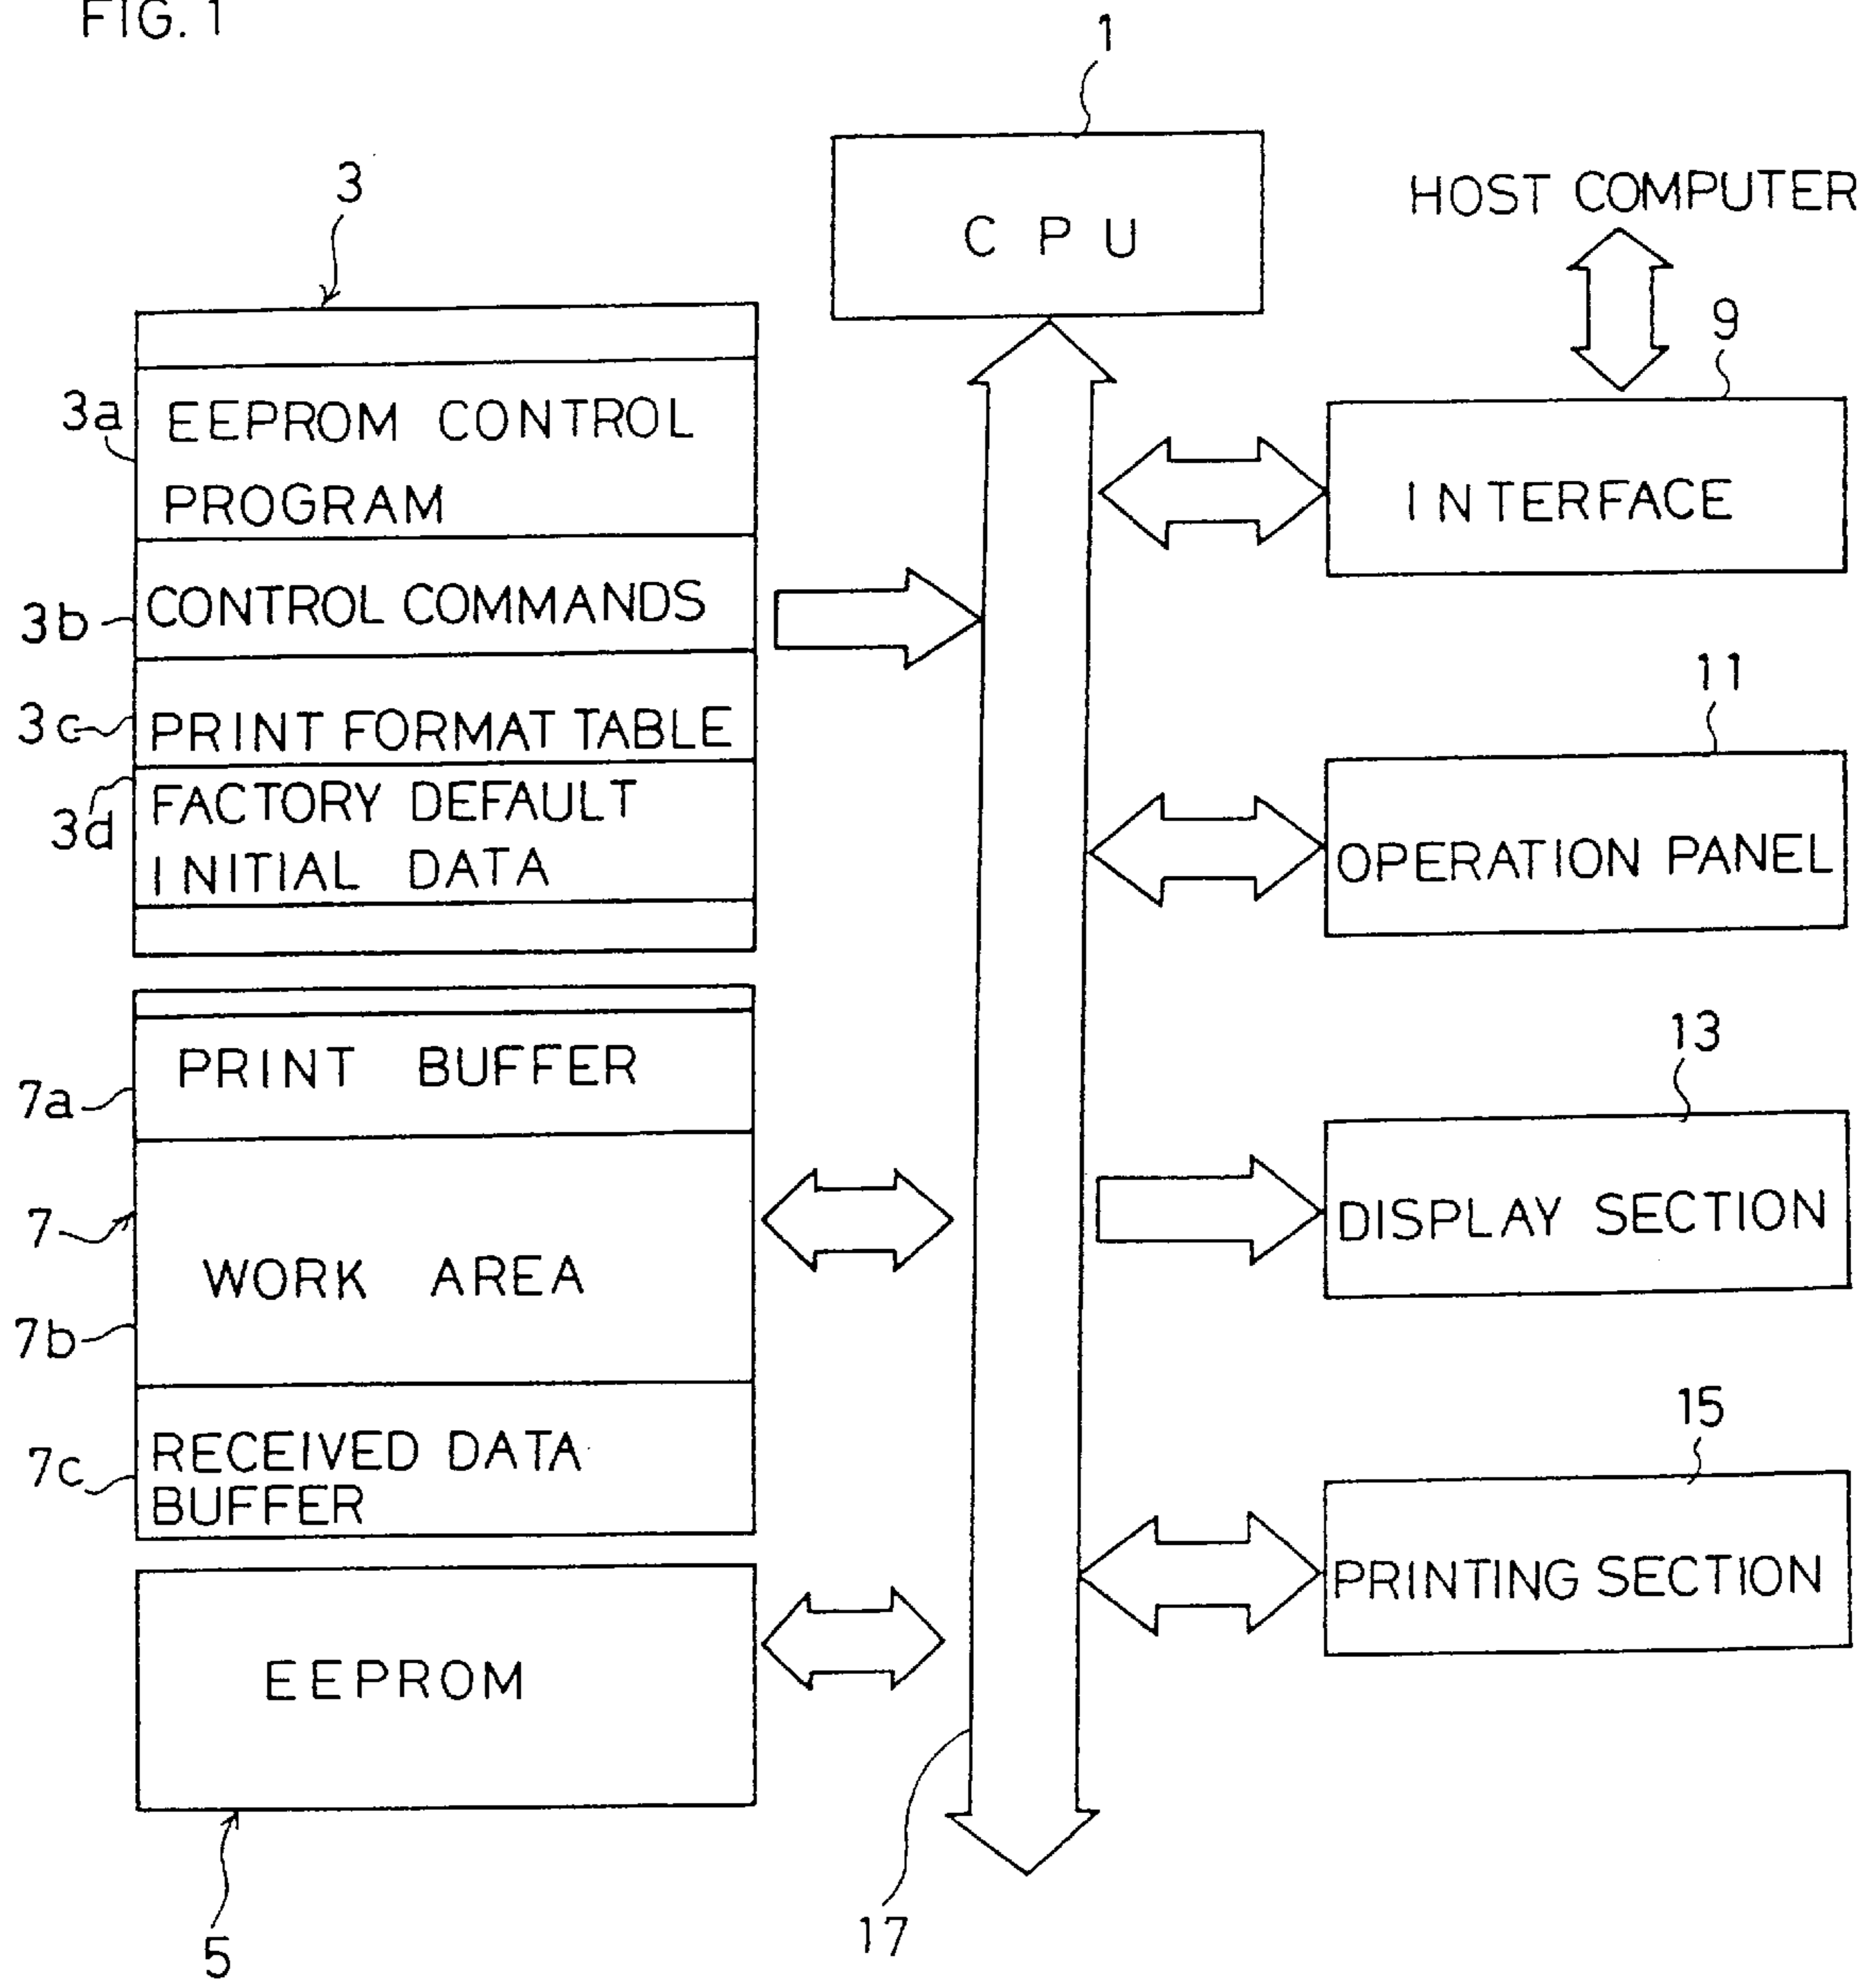 FIG. 1
1
CPU
HOST COMPUTER
3
9
3a
EEPROM CONTROL
PROGRAM
INTERFACE
3b
CONTROL COMMANDS
11
3c
PRINT FORMAT TABLE
3d
FACTORY DEFAULT
INITIAL DATA
OPERATION PANEL
13
7a
PRINT BUFFER
7
WORK AREA
DISPLAY SECTION
7b
15
7c
RECEIVED DATA
BUFFER
PRINTING SECTION
EEPROM
17
5